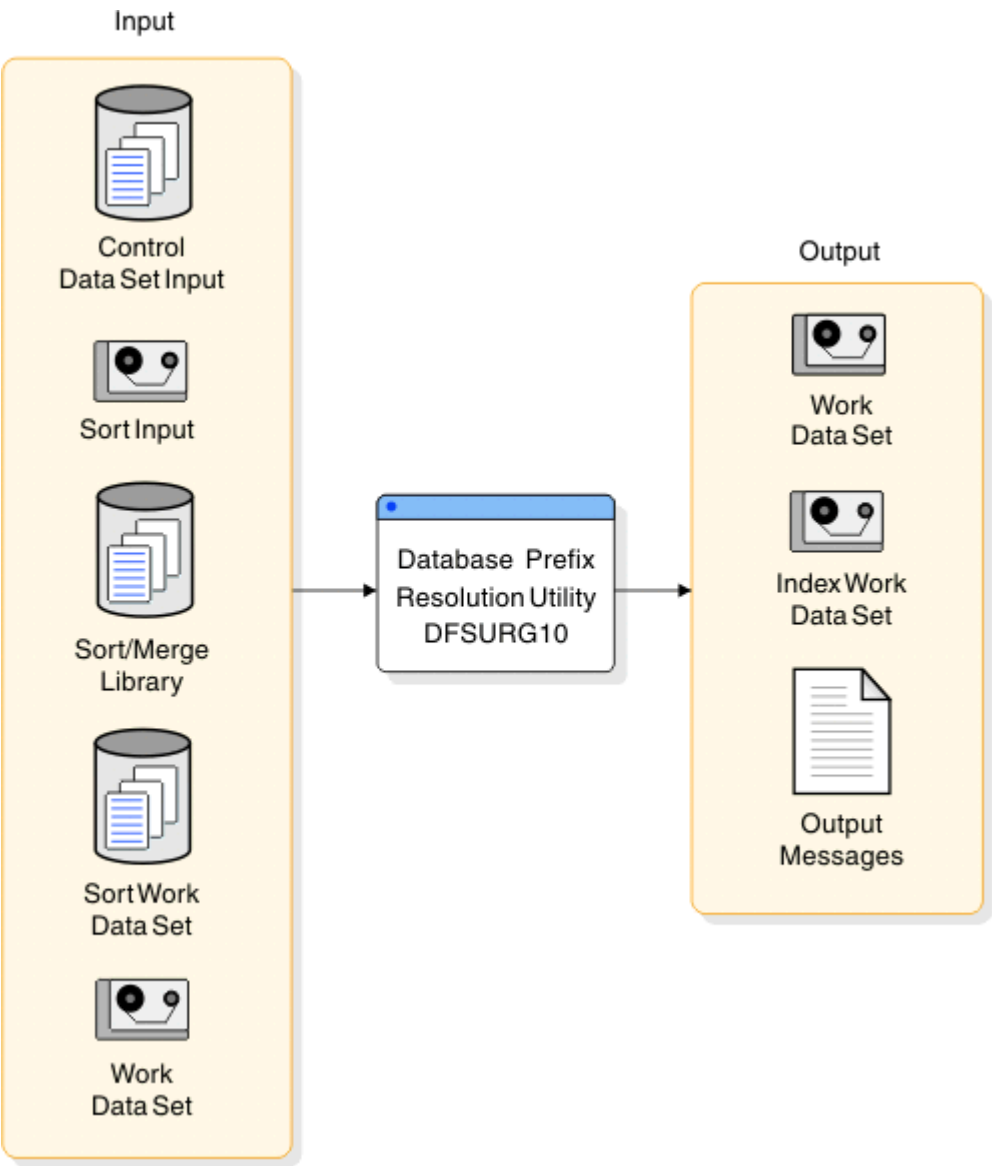 Input
Control
Data Set Input
Sort Input
Sort/Merge
Library
Sort Work
Data Set
Work
Data Set
Database Prefix
Resolution Utility
DFSURG10
Output
Work
Data Set
Index Work
Data Set
Output
Messages